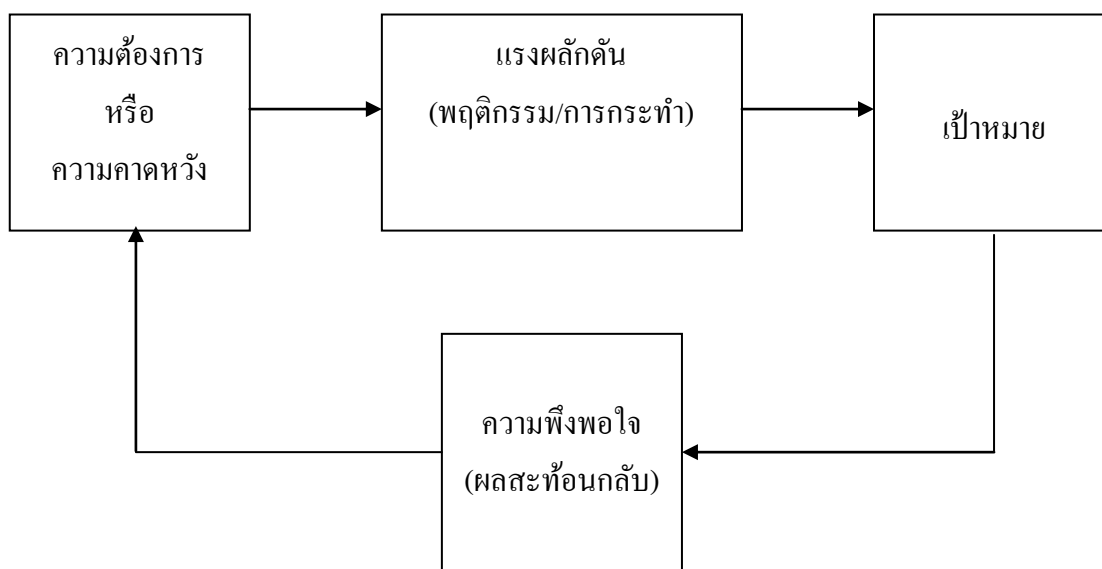 ความต้องการ
หรือ
ความคาดหวัง
แรงผลักดัน
(พฤติกรรม/การกระทำ)
เป้าหมาย
ความพึงพอใจ
(ผลสะท้อนกลับ)